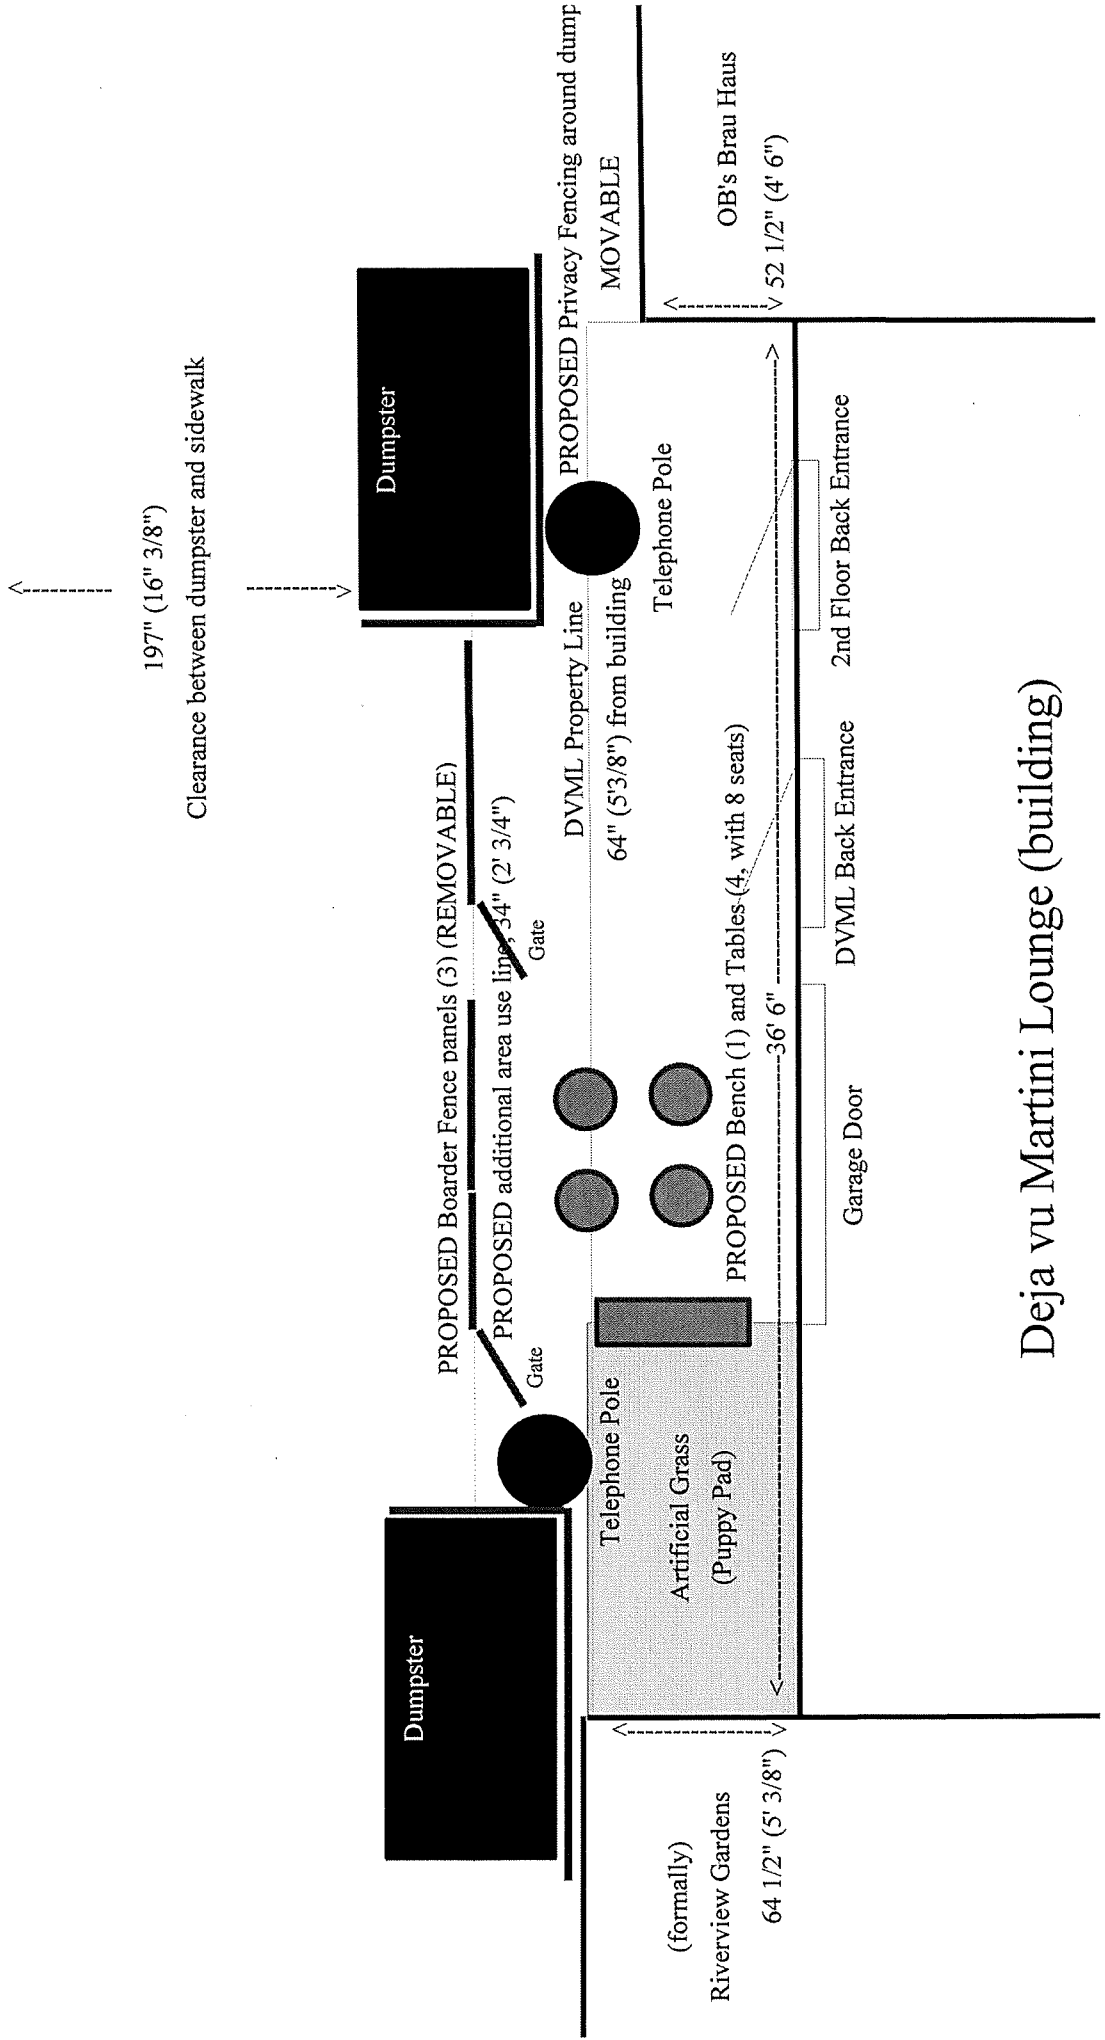 197" (16" 3/8")
Clearance between dumpster and sidewalk
Dumpster
Dumpster
PROPOSED Boarder Fence panels (3) (REMOVABLE)
PROPOSED additional area use line, 34" (2' 3/4")
Gate
Gate
PROPOSED Privacy Fencing around dump
MOVABLE
DVML Property Line
64" (5'3/8") from building
Telephone Pole
Telephone Pole
Artificial Grass
(Puppy Pad)
PROPOSED Bench (1) and Tables (4, with 8 seats)
36' 6"
(formally)
Riverview Gardens
64 1/2" (5' 3/8")
OB's Brau Haus
52 1/2" (4' 6")
Garage Door
DVML Back Entrance
2nd Floor Back Entrance
Deja vu Martini Lounge (building)